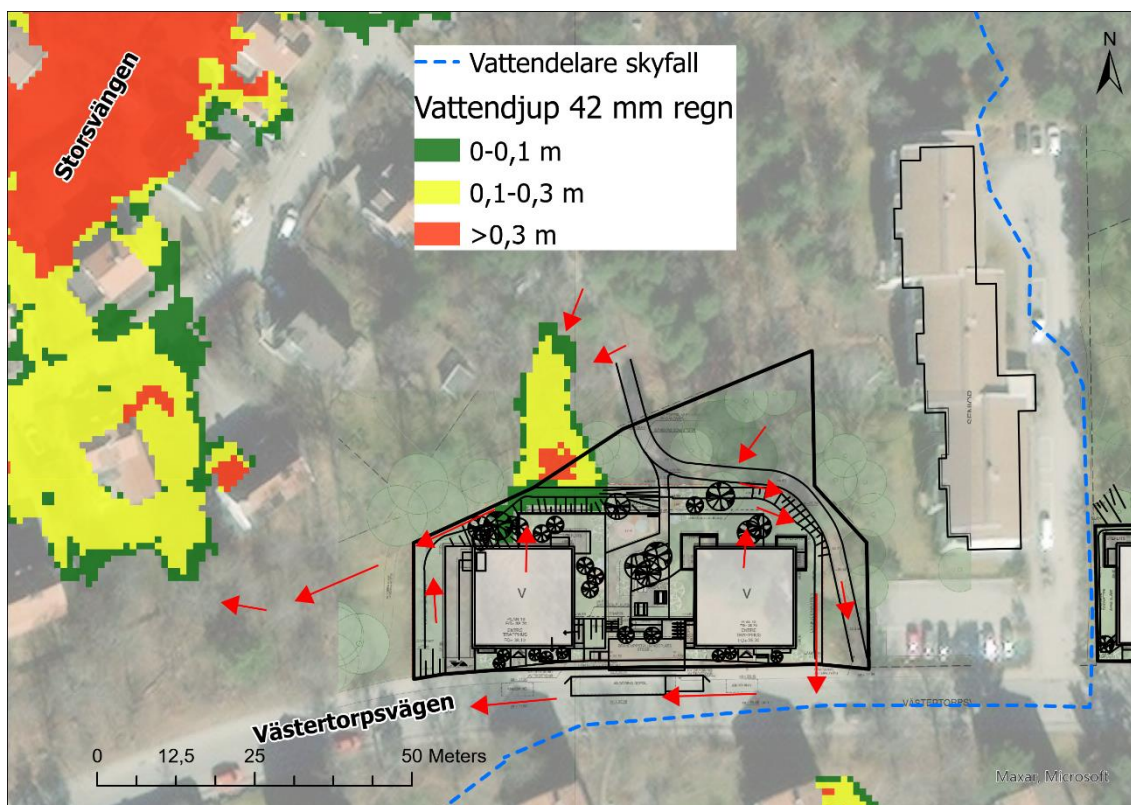 Storsvängen
Vattendelare skyfall
Vattendjup 42 mm regn
0-0,1 m
0,1-0,3 m
>0,3 m
N
V
V
Västertorpsvägen
0 12,5 25 50 Meters
Maxar, Microsoft